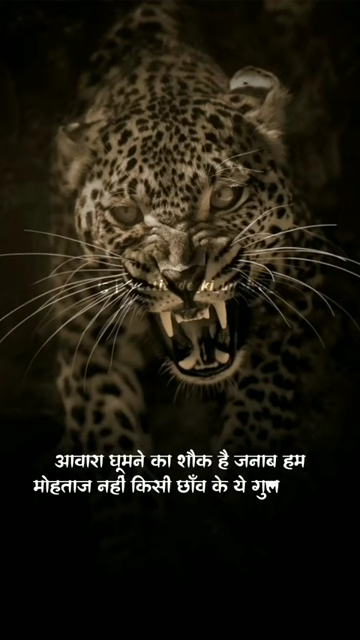 आवारा घूमने का शौक है जनाब हम
मोहताज नहीं किसी छाँव के ये गुल